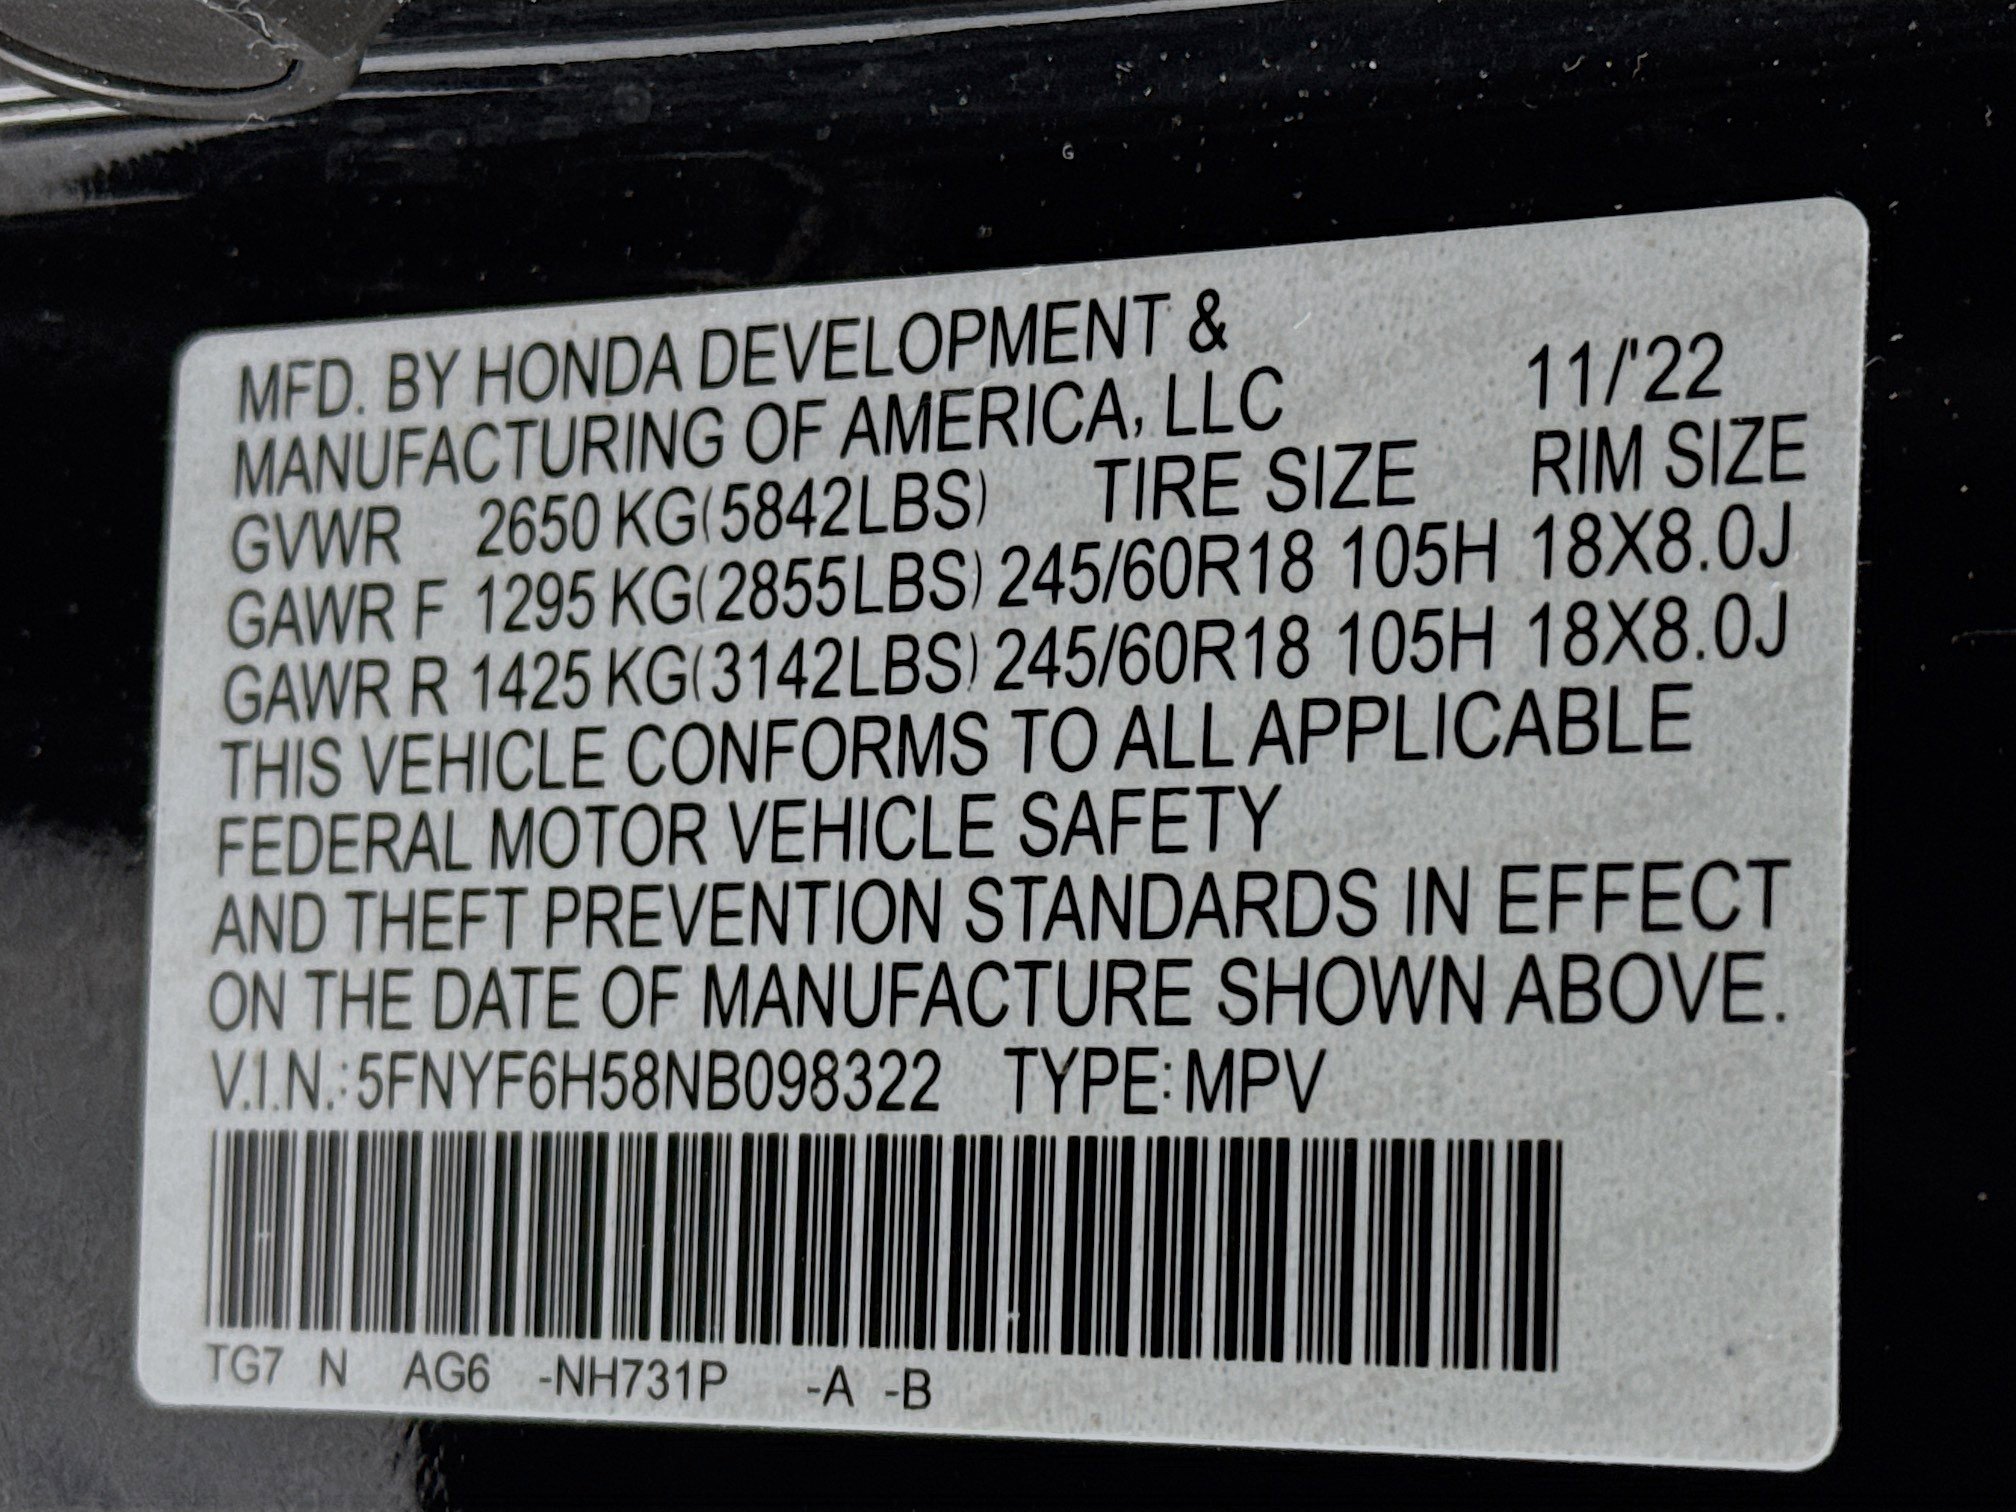 MFD. BY HONDA DEVELOPMENT &
MANUFACTURING OF AMERICA, LLC 11/'22
GVWR 2650 KG(5842LBS) TIRE SIZE RIM SIZE
GAWR F 1295 KG(2855LBS) 245/60R18 105H 18X8.0J
GAWR R 1425 KG(3142LBS) 245/60R18 105H 18X8.0J
THIS VEHICLE CONFORMS TO ALL APPLICABLE
FEDERAL MOTOR VEHICLE SAFETY
AND THEFT PREVENTION STANDARDS IN EFFECT
ON THE DATE OF MANUFACTURE SHOWN ABOVE.
V.I.N.: 5FNYF6H58NB098322 TYPE: MPV
TG7 N AG6 -NH731P -A -B